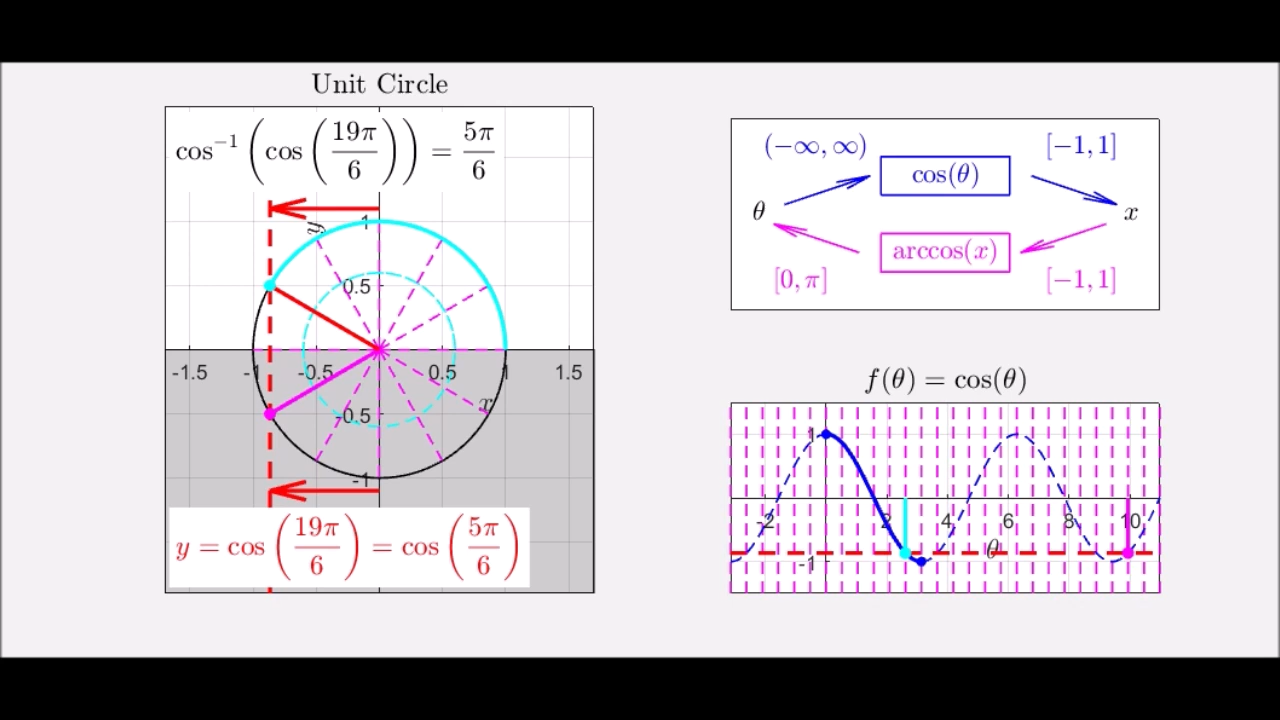 Unit Circle
cos⁻¹(cos(19π/6)) = 5π/6
1
y
0.5
-1.5 -1 -0.5 0.5 1 1.5
-0.5
x
-1
y = cos(19π/6) = cos(5π/6)
(−∞, ∞) [−1, 1]
cos(θ)
θ x
arccos(x)
[0, π] [−1, 1]
f(θ) = cos(θ)
1
-2 2 4 6 8 10
θ
-1